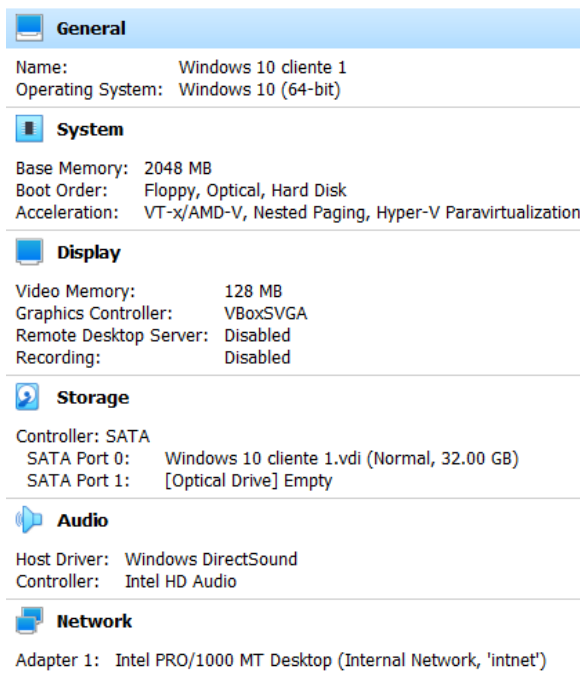 General
Name: Windows 10 cliente 1
Operating System: Windows 10 (64-bit)
System
Base Memory: 2048 MB
Boot Order: Floppy, Optical, Hard Disk
Acceleration: VT-x/AMD-V, Nested Paging, Hyper-V Paravirtualization
Display
Video Memory: 128 MB
Graphics Controller: VBoxSVGA
Remote Desktop Server: Disabled
Recording: Disabled
Storage
Controller: SATA
SATA Port 0: Windows 10 cliente 1.vdi (Normal, 32.00 GB)
SATA Port 1: [Optical Drive] Empty
Audio
Host Driver: Windows DirectSound
Controller: Intel HD Audio
Network
Adapter 1: Intel PRO/1000 MT Desktop (Internal Network, 'intnet')